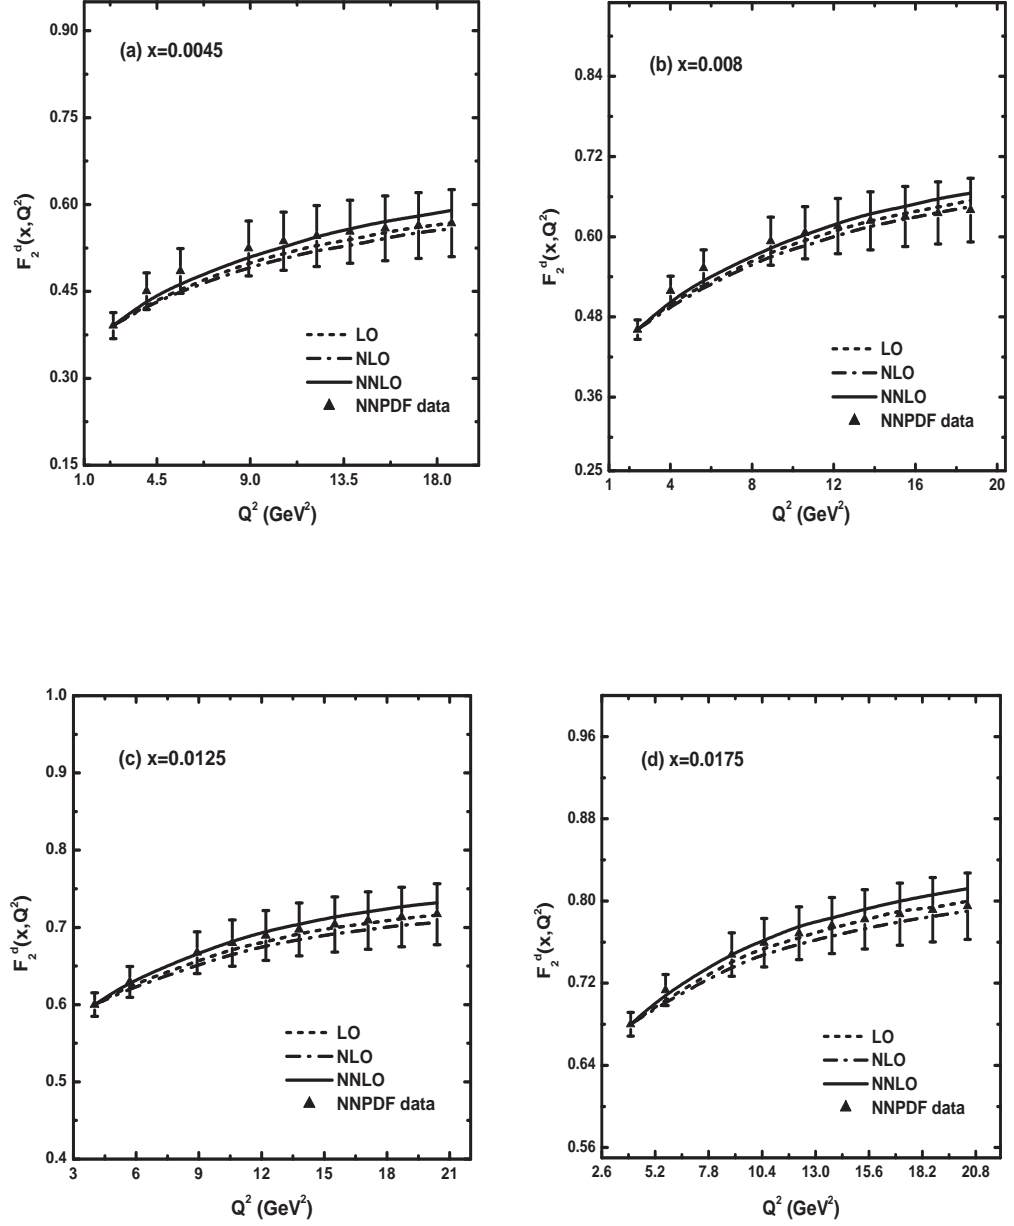 (a) x=0.0045
0.90
0.75
0.60
0.45
0.30
0.15
F₂ᵈ(x,Q²)
LO
NLO
NNLO
NNPDF data
1.0 4.5 9.0 13.5 18.0
Q² (GeV²)
(b) x=0.008
0.84
0.72
0.60
0.48
0.36
0.25
F₂ᵈ(x,Q²)
LO
NLO
NNLO
NNPDF data
1 4 8 12 16 20
Q² (GeV²)
(c) x=0.0125
1.0
0.9
0.8
0.7
0.6
0.5
0.4
F₂ᵈ(x,Q²)
LO
NLO
NNLO
NNPDF data
3 6 9 12 15 18 21
Q² (GeV²)
(d) x=0.0175
0.96
0.88
0.80
0.72
0.64
0.56
F₂ᵈ(x,Q²)
LO
NLO
NNLO
NNPDF data
2.6 5.2 7.8 10.4 13.0 15.6 18.2 20.8
Q² (GeV²)